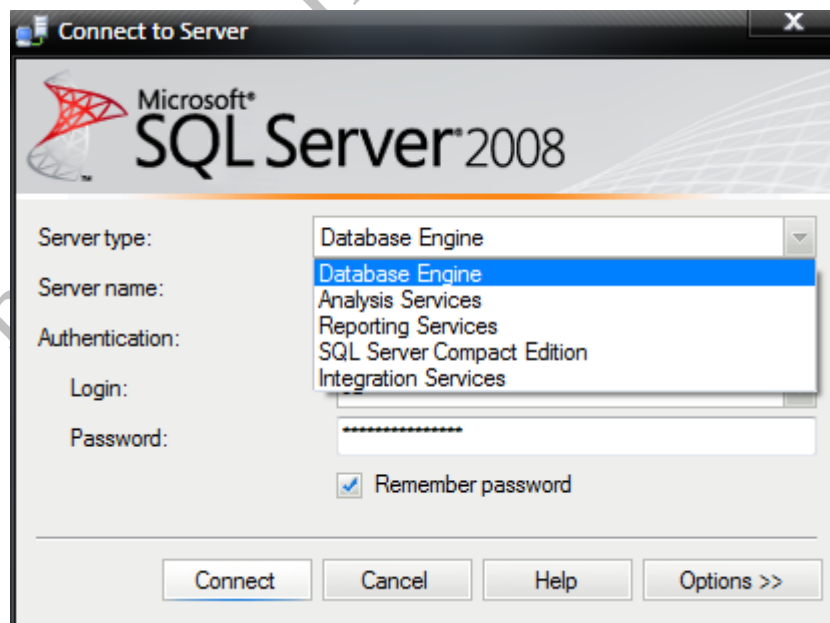 Connect to Server
Microsoft®
SQL Server® 2008
Server type:
Database Engine
Database Engine
Server name:
Analysis Services
Reporting Services
Authentication:
SQL Server Compact Edition
Integration Services
Login:
Password:
***************
Remember password
Connect
Cancel
Help
Options >>